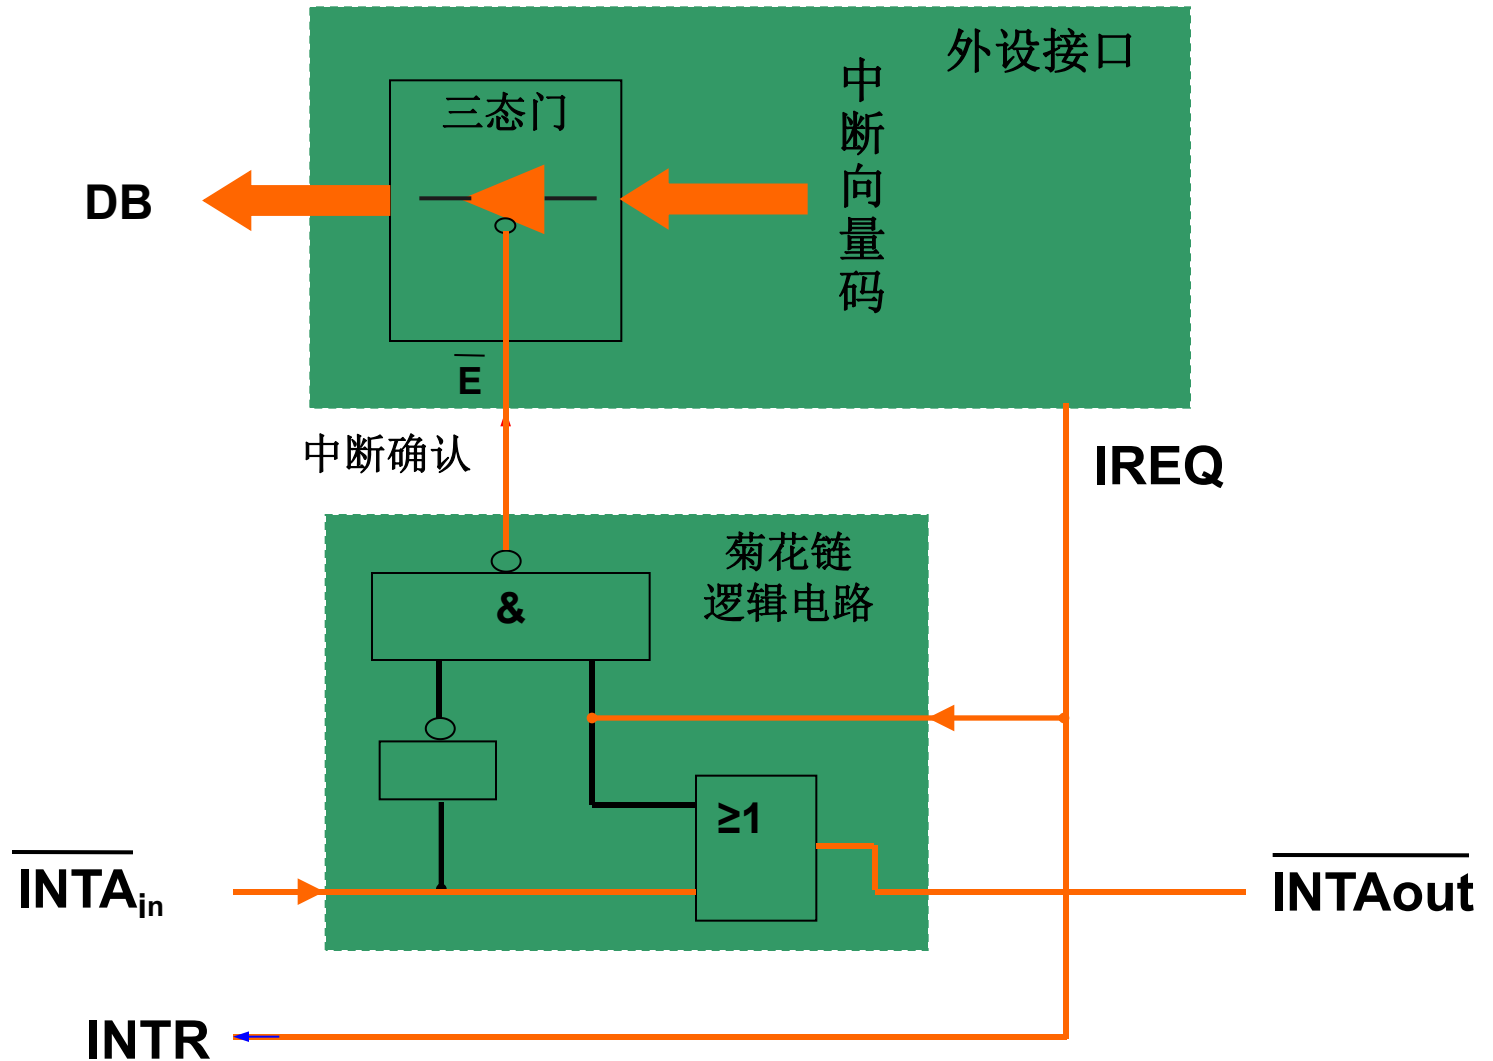 外设接口
中断向量码
三态门
DB
E
中断确认
IREQ
菊花链
逻辑电路
&
≥1
INTAin
INTAout
INTR